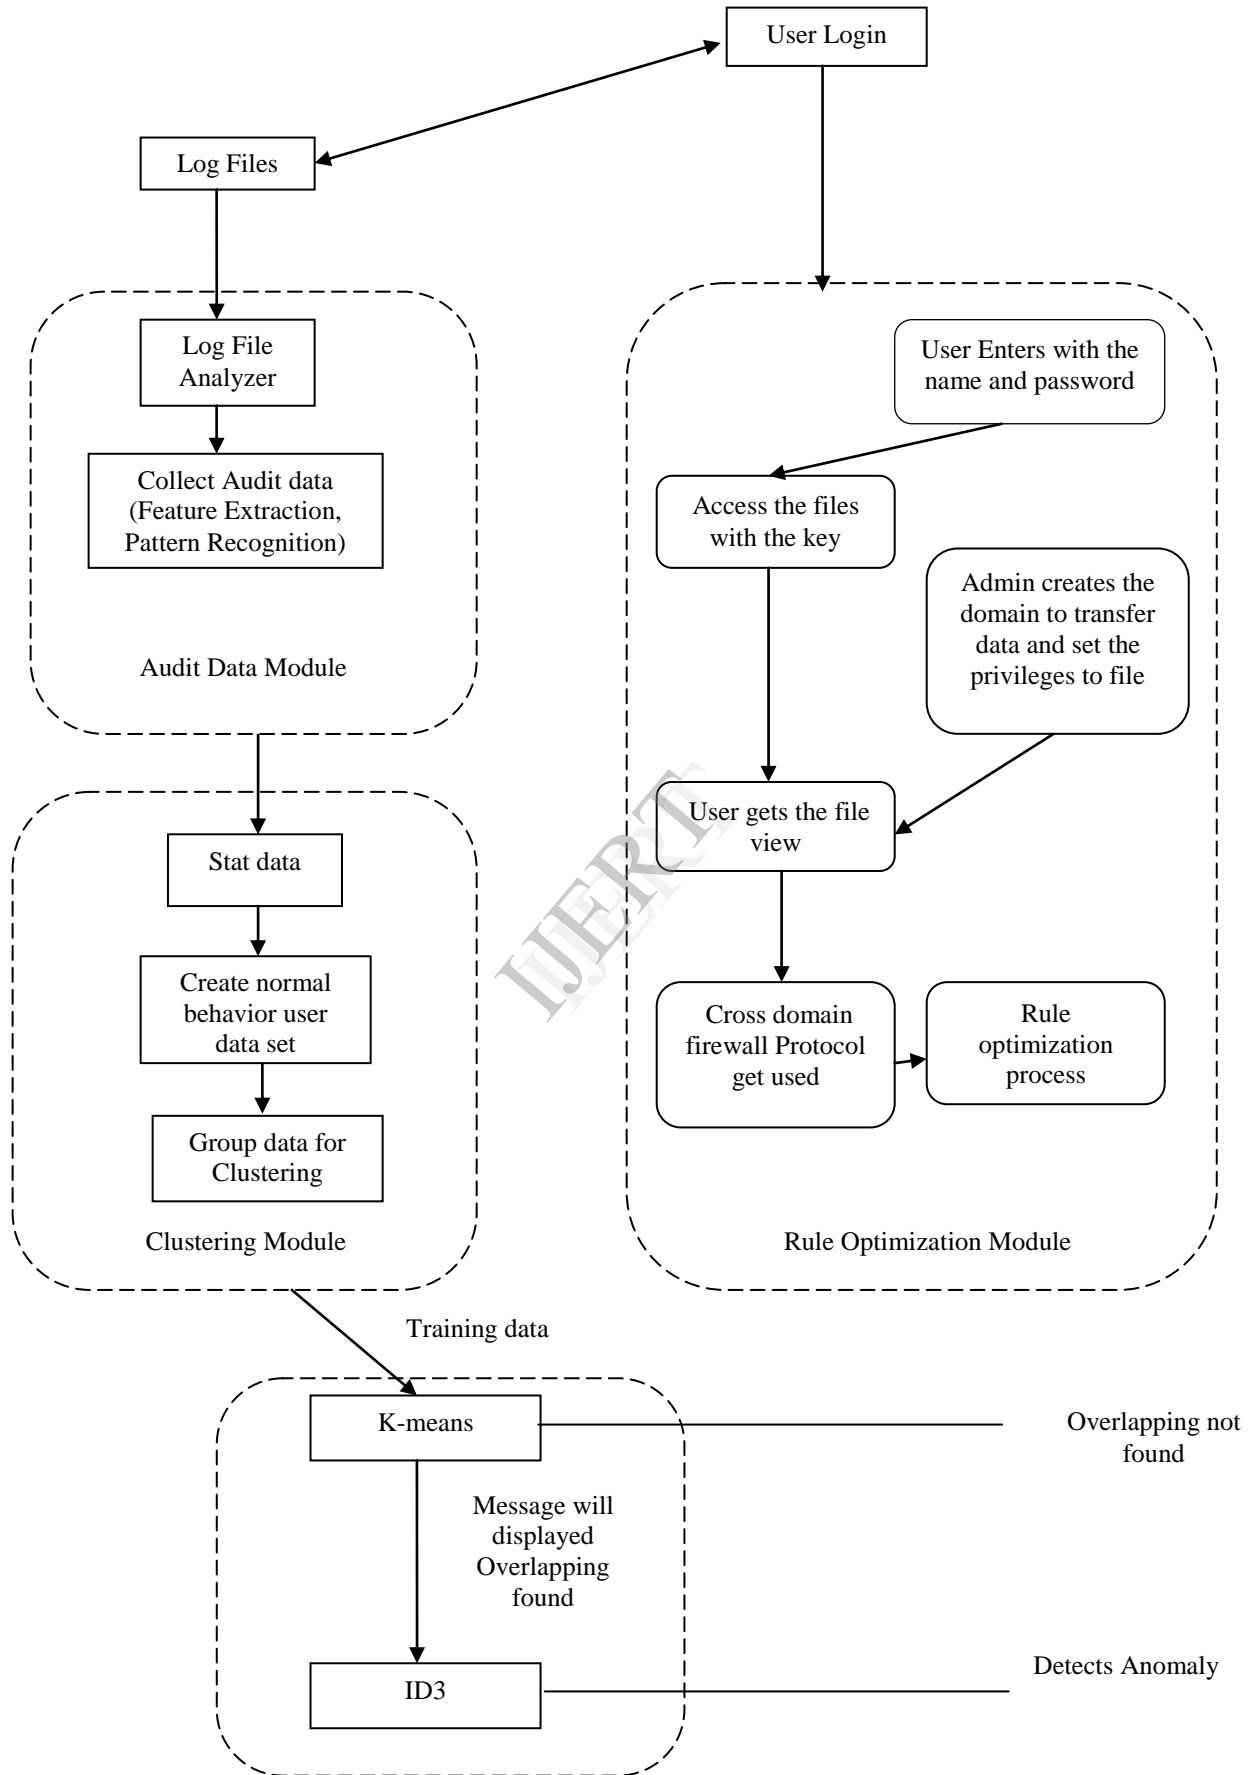 User Login
Log Files
Log File
Analyzer
Collect Audit data
(Feature Extraction,
Pattern Recognition)
Audit Data Module
User Enters with the
name and password
Access the files
with the key
Admin creates the
domain to transfer
data and set the
privileges to file
User gets the file
view
Cross domain
firewall Protocol
get used
Rule
optimization
process
Rule Optimization Module
Stat data
Create normal
behavior user
data set
Group data for
Clustering
Clustering Module
IJERT
Training data
K-means
Overlapping not
found
Message will
displayed
Overlapping
found
ID3
Detects Anomaly